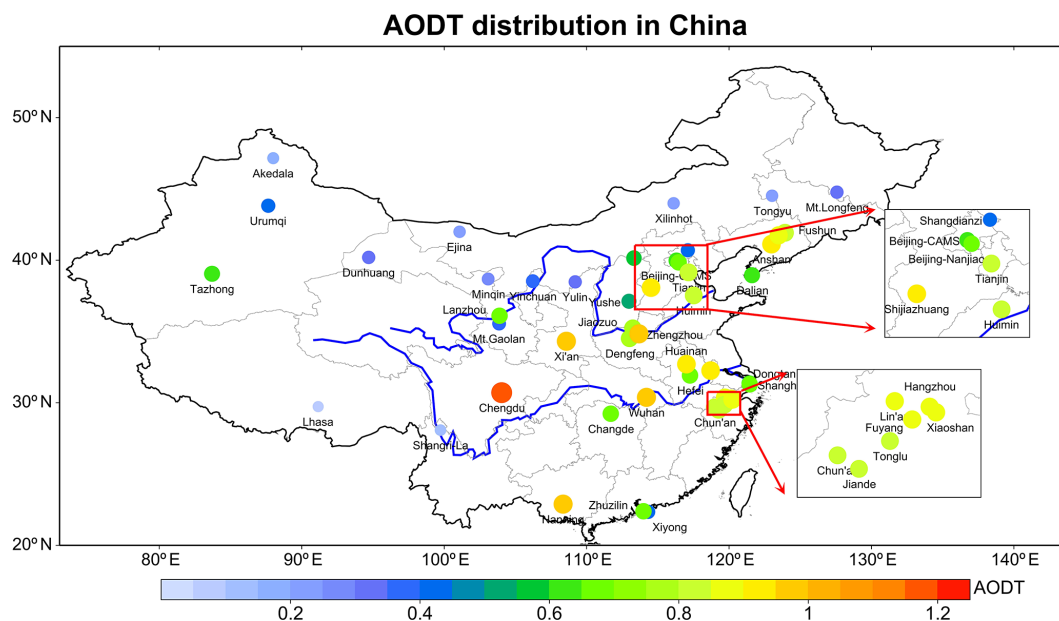 AODT distribution in China
50° N
Akedala
Urumqi
Xilinhot
Tongyu
Mt.Longfeng
Shangdianzi
Ejina
Fushun
Anshan
Beijing-CAMS
Beijing-Nanjiao
40° N
Dunhuang
Tazhong
Minqin
Yinchuan
Yulin
Yushe
Beijing-CAMS
Tianjin
Dalian
Tianjin
Lanzhou
Huimin
Shijiazhuang
Huimin
Mt.Gaolan
Jiaozuo
Zhengzhou
Xi'an
Dengfeng
Huainan
Hefei
Shangh
30° N
Lhasa
Chengdu
Changde
Wuhan
Chun'an
Hangzhou
Lin'a
Fuyang
Xiaoshan
Tonglu
Chun'a
Jiande
Shangri-La
Nanning
Zhuzilin
Xiyong
20° N
80° E
90° E
100° E
110° E
120° E
130° E
140° E
AODT
0.2
0.4
0.6
0.8
1
1.2